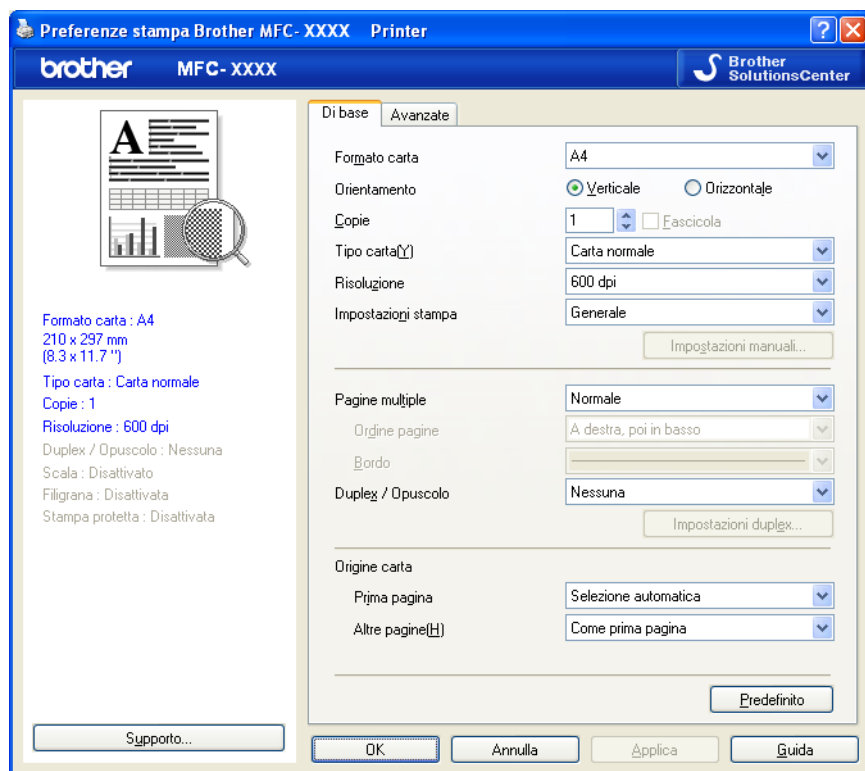 Preferenze stampa Brother MFC- XXXX Printer
brother MFC- XXXX
Brother
SolutionsCenter
A
Formato carta : A4
210 x 297 mm
(8.3 x 11.7 ")
Tipo carta : Carta normale
Copie : 1
Risoluzione : 600 dpi
Duplex / Opuscolo : Nessuna
Scala : Disattivato
Filigrana : Disattivata
Stampa protetta : Disattivata
Supporto...
Di base Avanzate
Formato carta A4
Orientamento Verticale Orizzontale
Copie 1 Fascicola
Tipo carta(Y) Carta normale
Risoluzione 600 dpi
Impostazioni stampa Generale
Impostazioni manuali...
Pagine multiple Normale
Ordine pagine A destra, poi in basso
Bordo
Duplex / Opuscolo Nessuna
Impostazioni duplex...
Origine carta
Prima pagina Selezione automatica
Altre pagine(H) Come prima pagina
Predefinito
OK Annulla Applica Guida